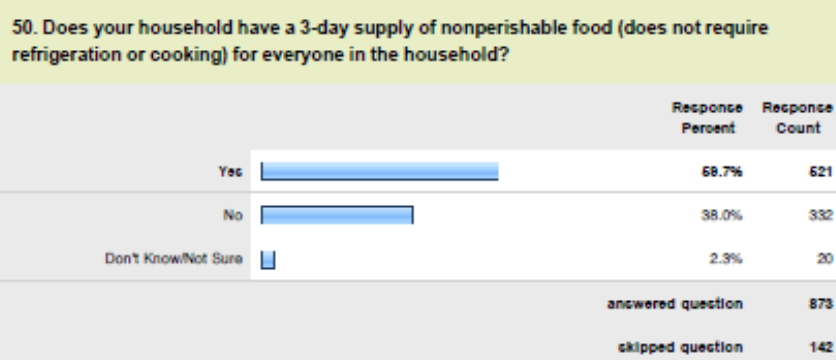 50. Does your household have a 3-day supply of nonperishable food (does not require
refrigeration or cooking) for everyone in the household?
Response Percent Response Count
Yes 59.7% 521
No 38.0% 332
Don't Know/Not Sure 2.3% 20
answered question 873
skipped question 142